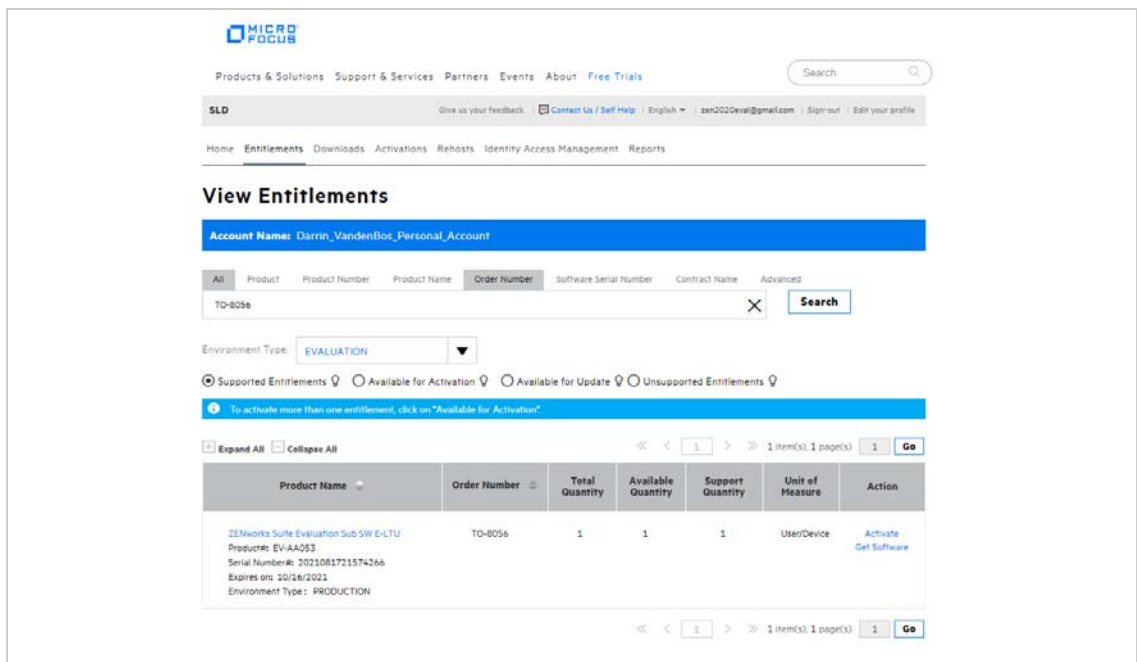 MICRO
FOCUS
Products & Solutions Support & Services Partners Events About Free Trials Search
SLD Give us your feedback Contact Us / Self Help English zen2020eval@gmail.com Sign-out Edit your profile
Home Entitlements Downloads Activations Rehosts Identity Access Management Reports
View Entitlements
Account Name: Darrin_VandenBos_Personal_Account
All Product Product Number Product Name Order Number Software Serial Number Contract Name Advanced
TO-8056 Search
Environment Type: EVALUATION
Supported Entitlements Available for Activation Available for Update Unsupported Entitlements
To activate more than one entitlement, click on "Available for Activation".
Expand All Collapse All 1 1 item(s), 1 page(s) 1 Go
Product Name Order Number Total Quantity Available Quantity Support Quantity Unit of Measure Action
ZENworks Suite Evaluation Sub SW E-LTU TO-8056 1 1 1 User/Device Activate
Product#: EV-AA053 Get Software
Serial Number#: 2021081721574266
Expires on: 10/16/2021
Environment Type: PRODUCTION
1 1 item(s), 1 page(s) 1 Go